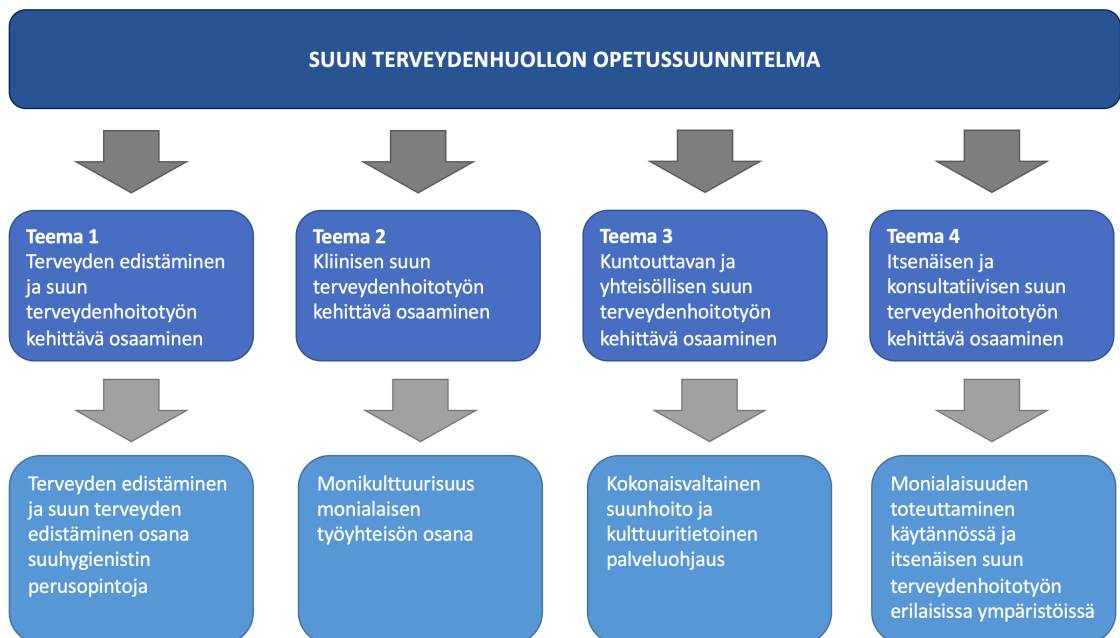 SUUN TERVEYDENHUOLLON OPETUSSUUNNITELMA
Teema 1
Terveyden edistäminen
ja suun
terveydenhoitotyön
kehittävä osaaminen
Teema 2
Kliinisen suun
terveydenhoitotyön
kehittävä osaaminen
Teema 3
Kuntouttavan ja
yhteisöllisen suun
terveydenhoitotyön
kehittävä osaaminen
Teema 4
Itsenäisen ja
konsultatiivisen suun
terveydenhoitotyön
kehittävä osaaminen
Terveyden edistäminen
ja suun terveyden
edistäminen osana
suuhygienistin
perusopintoja
Monikulttuurisuus
monialaisen
työyhteisön osana
Kokonaisvaltainen
suunhoito ja
kulttuuritietoinen
palveluohjaus
Monialaisuuden
toteuttaminen
käytännössä ja
itsenäisen suun
terveydenhoitotyön
erilaisissa ympäristöissä